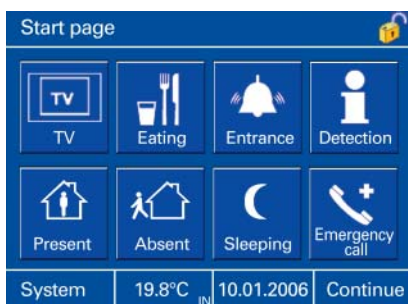 Start page
TV
TV
Eating
Entrance
Detection
Present
Absent
Sleeping
Emergency
call
System
19.8°C IN
10.01.2006
Continue